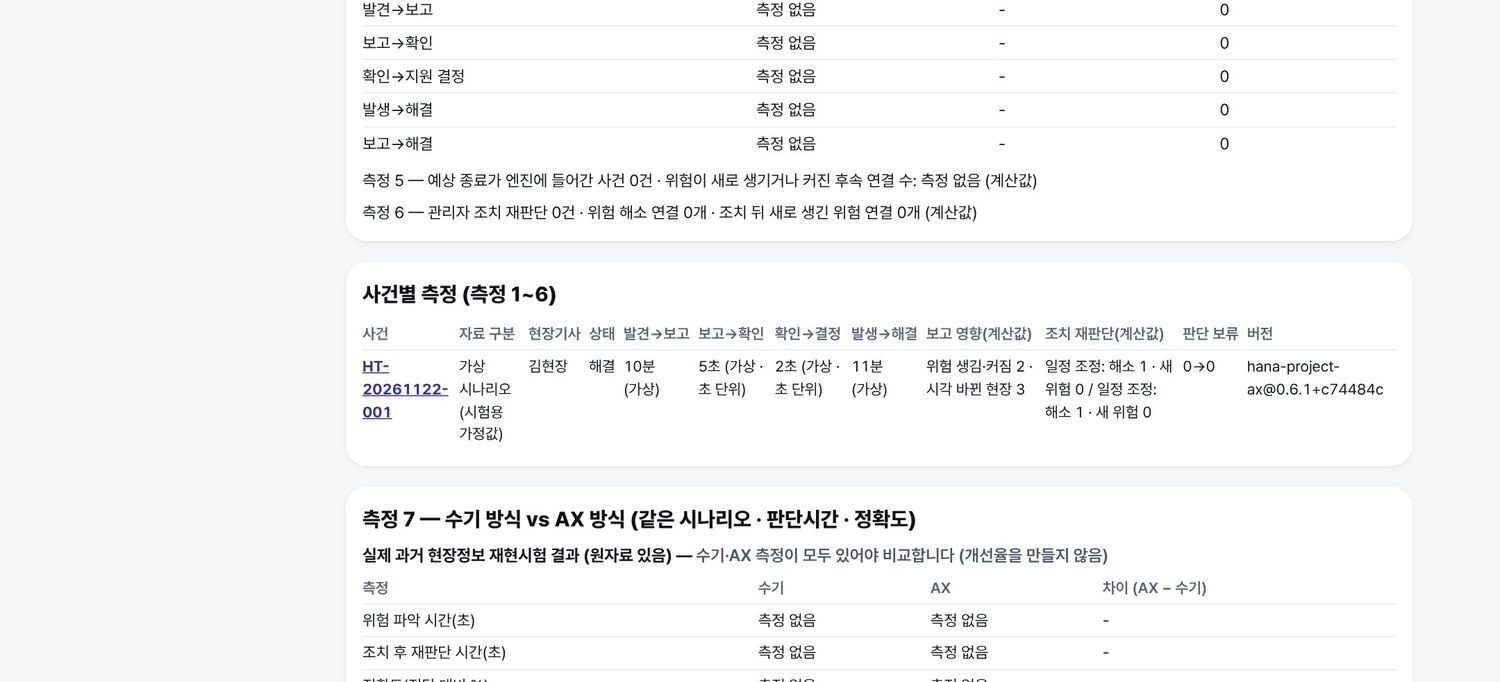 발견→보고 측정 없음 - 0
보고→확인 측정 없음 - 0
확인→지원 결정 측정 없음 - 0
발생→해결 측정 없음 - 0
보고→해결 측정 없음 - 0
측정 5 — 예상 종료가 엔진에 들어간 사건 0건 · 위험이 새로 생기거나 커진 후속 연결 수: 측정 없음 (계산값)
측정 6 — 관리자 조치 재판단 0건 · 위험 해소 연결 0개 · 조치 뒤 새로 생긴 위험 연결 0개 (계산값)
사건별 측정 (측정 1~6)
사건 자료 구분 현장기사 상태 발견→보고 보고→확인 확인→결정 발생→해결 보고 영향(계산값) 조치 재판단(계산값) 판단 보류 버전
HT- 가상 김현장 해결 10분 5초 (가상 · 2초 (가상 · 11분 위험 생김·커짐 2 · 일정 조정: 해소 1 · 새 0→0 hana-project-
20261122- 시나리오 (가상) 초 단위) 초 단위) (가상) 시각 바뀐 현장 3 위험 0 / 일정 조정: ax@0.6.1+c74484c
001 (시험용 해소 1 · 새 위험 0
가정값)
측정 7 — 수기 방식 vs AX 방식 (같은 시나리오 · 판단시간 · 정확도)
실제 과거 현장정보 재현시험 결과 (원자료 있음) — 수기·AX 측정이 모두 있어야 비교합니다 (개선율을 만들지 않음)
측정 수기 AX 차이 (AX − 수기)
위험 파악 시간(초) 측정 없음 측정 없음 -
조치 후 재판단 시간(초) 측정 없음 측정 없음 -
측정 없음 측정 없음